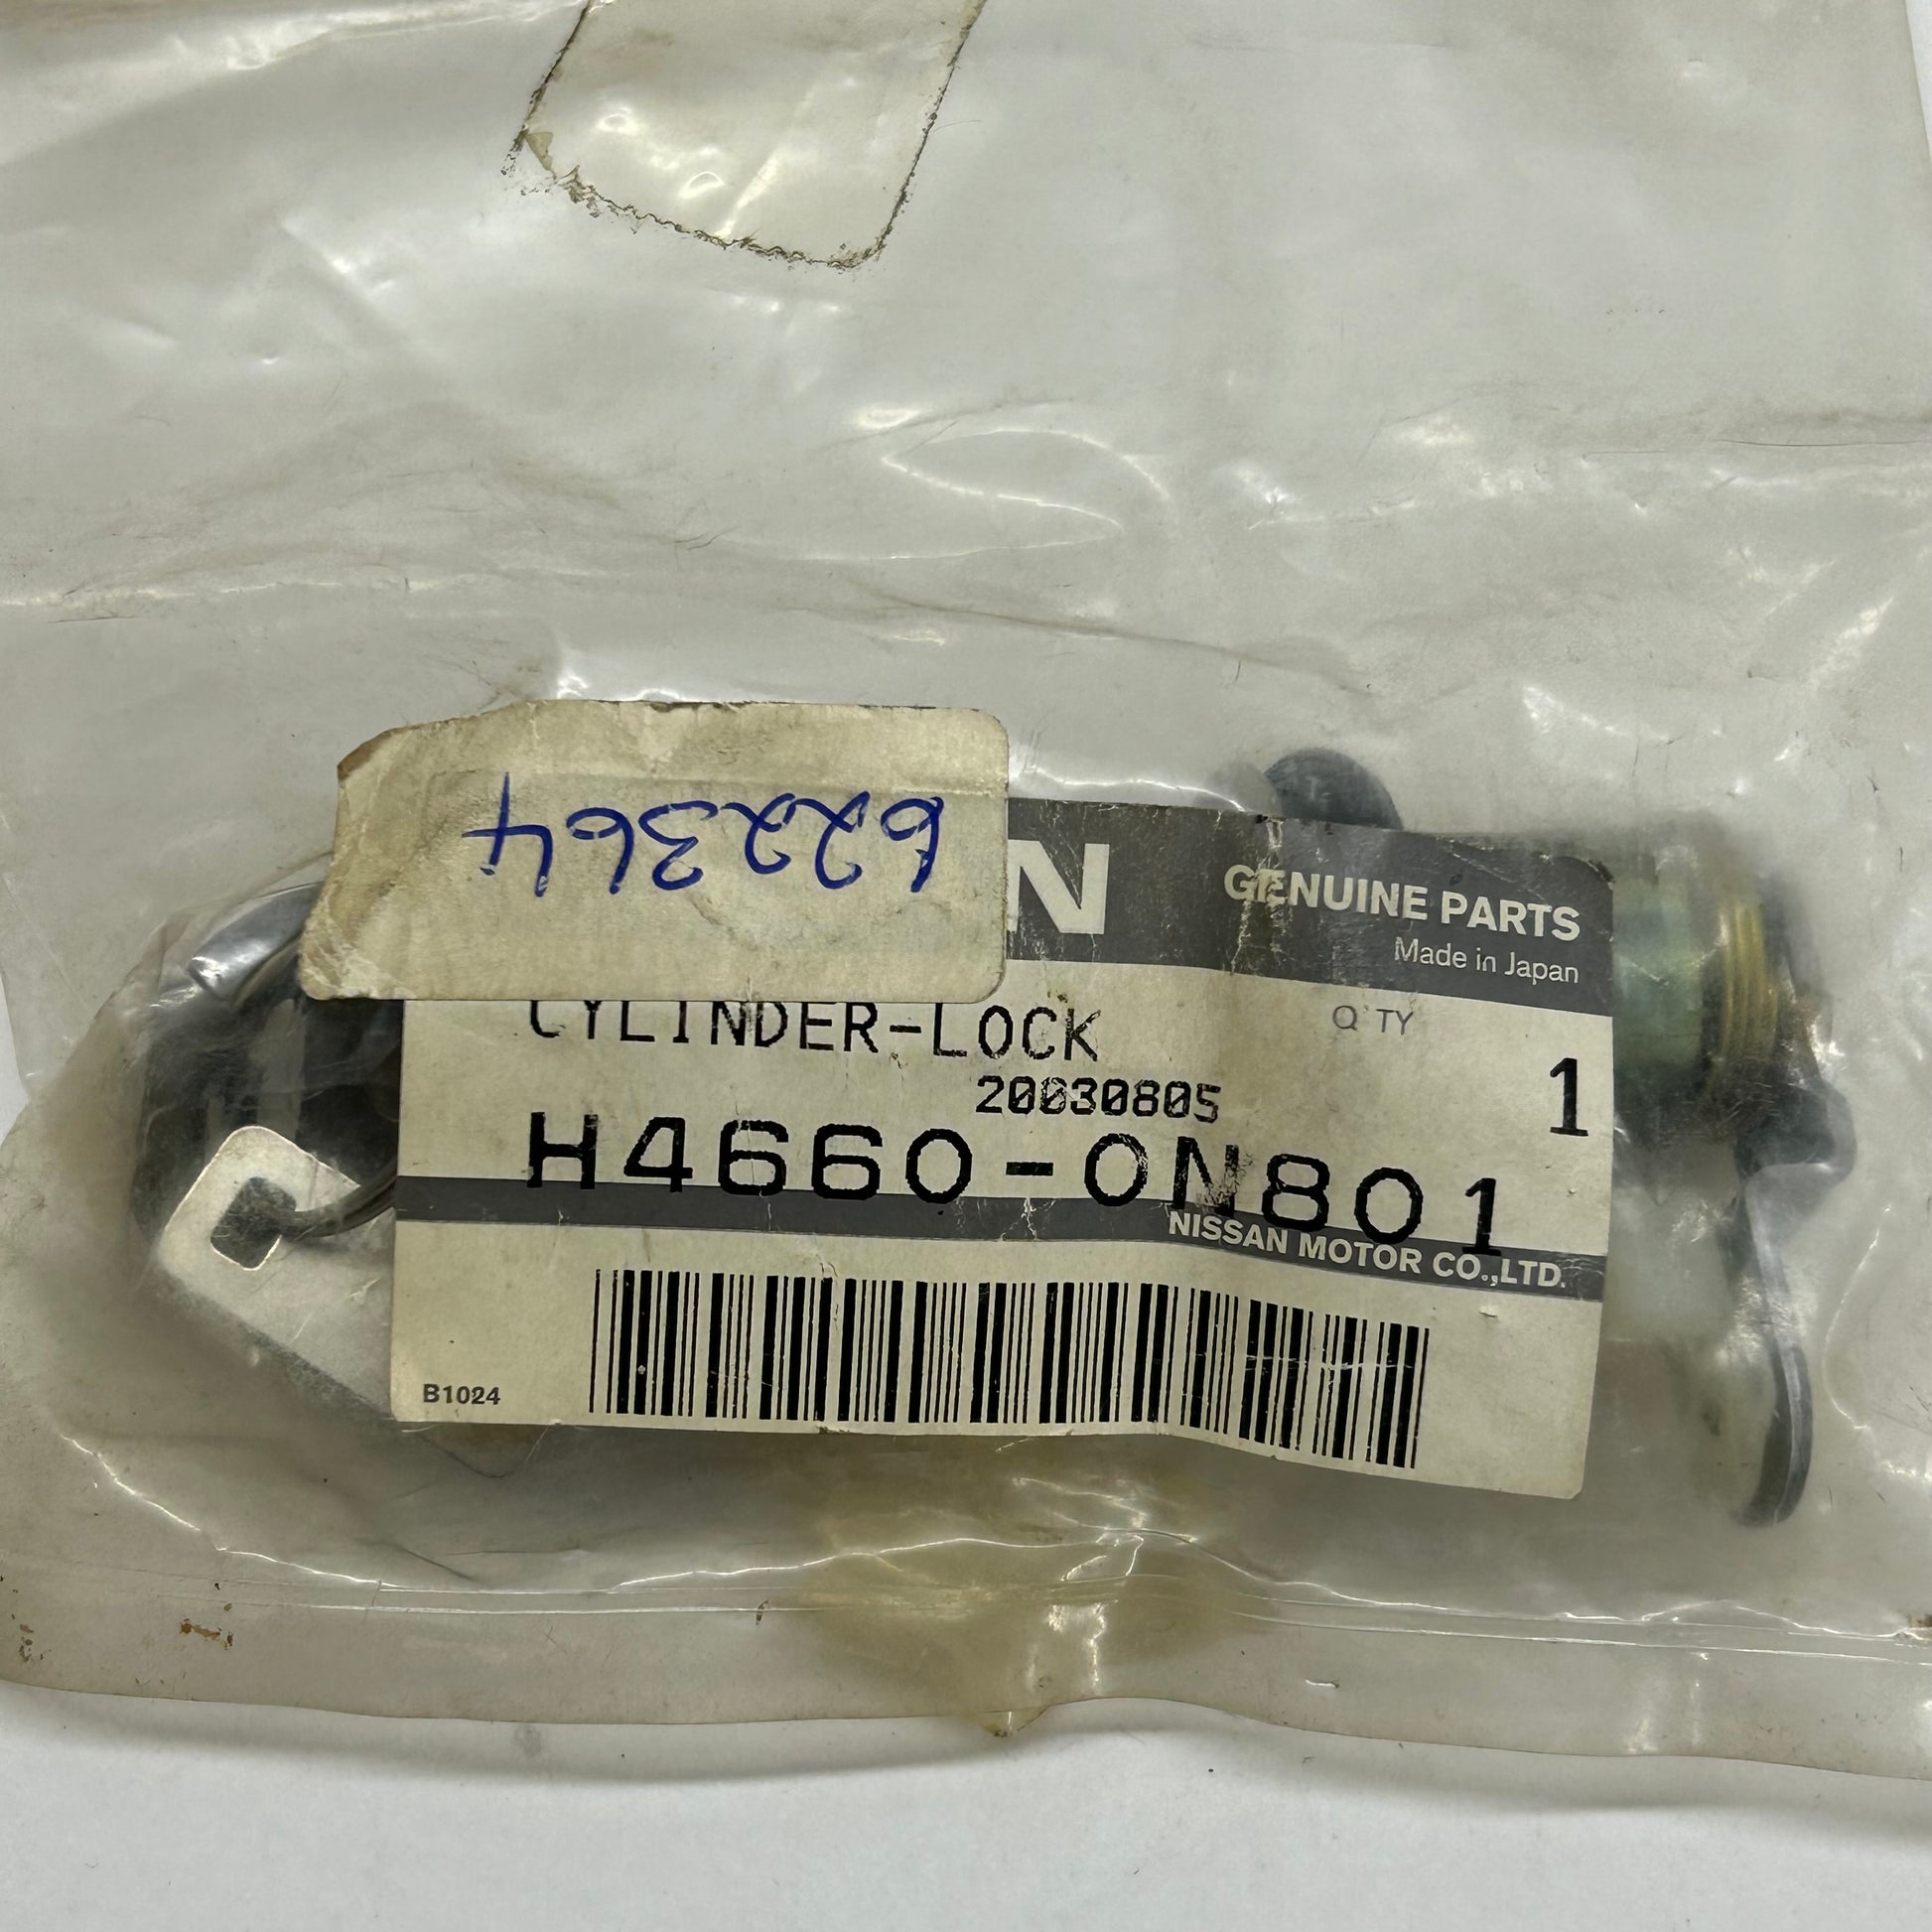 622364
N
GENUINE PARTS
Made in Japan
CYLINDER-LOCK
Q'TY
1
20030805
H4660-0N801
NISSAN MOTOR CO.,LTD.
B1024